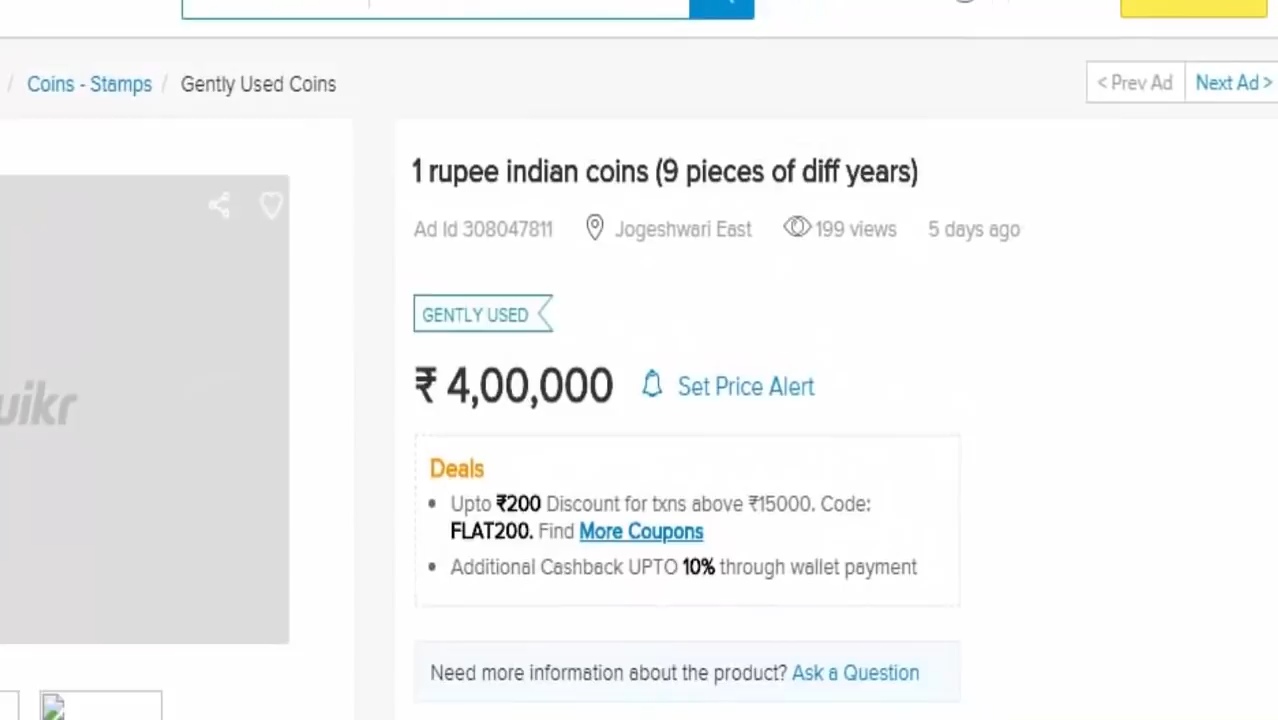 / Coins - Stamps / Gently Used Coins
< Prev Ad Next Ad >
1 rupee indian coins (9 pieces of diff years)
Ad Id 308047811 Jogeshwari East 199 views 5 days ago
GENTLY USED
₹ 4,00,000 Set Price Alert
uikr
Deals
• Upto ₹200 Discount for txns above ₹15000. Code:
FLAT200. Find More Coupons
• Additional Cashback UPTO 10% through wallet payment
Need more information about the product? Ask a Question